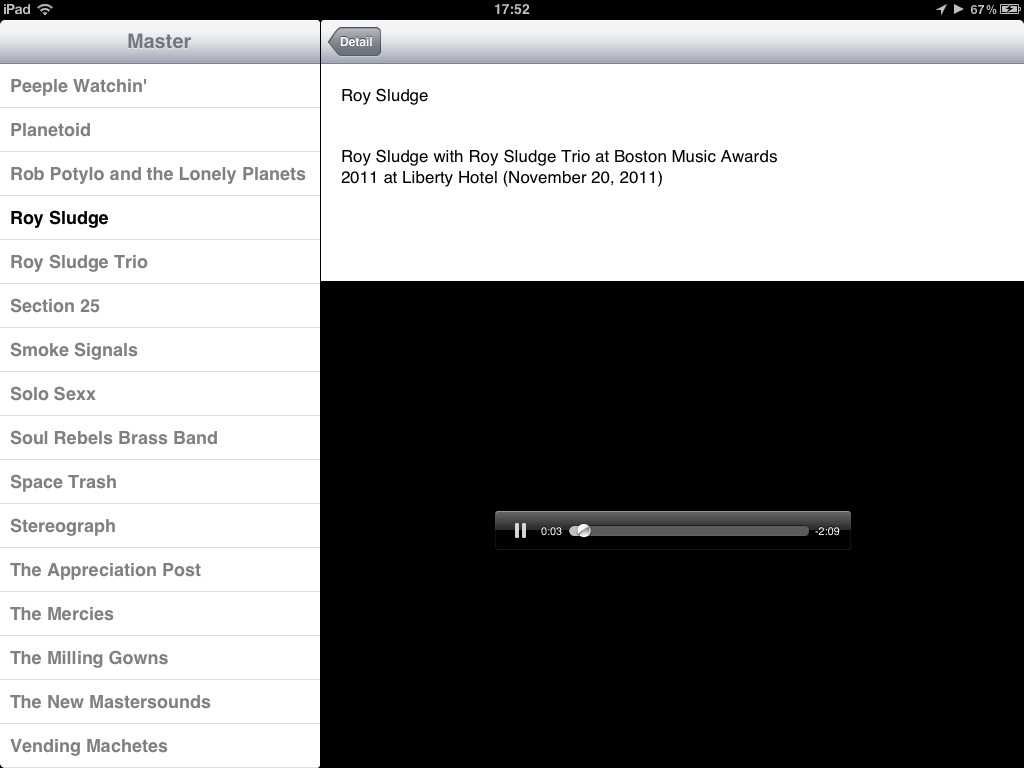 iPad 17:52 67%
Master
Detail
Peeple Watchin'
Planetoid
Rob Potylo and the Lonely Planets
Roy Sludge
Roy Sludge Trio
Section 25
Smoke Signals
Solo Sexx
Soul Rebels Brass Band
Space Trash
Stereograph
The Appreciation Post
The Mercies
The Milling Gowns
The New Mastersounds
Vending Machetes
Roy Sludge
Roy Sludge with Roy Sludge Trio at Boston Music Awards
2011 at Liberty Hotel (November 20, 2011)
0:03 -2:09